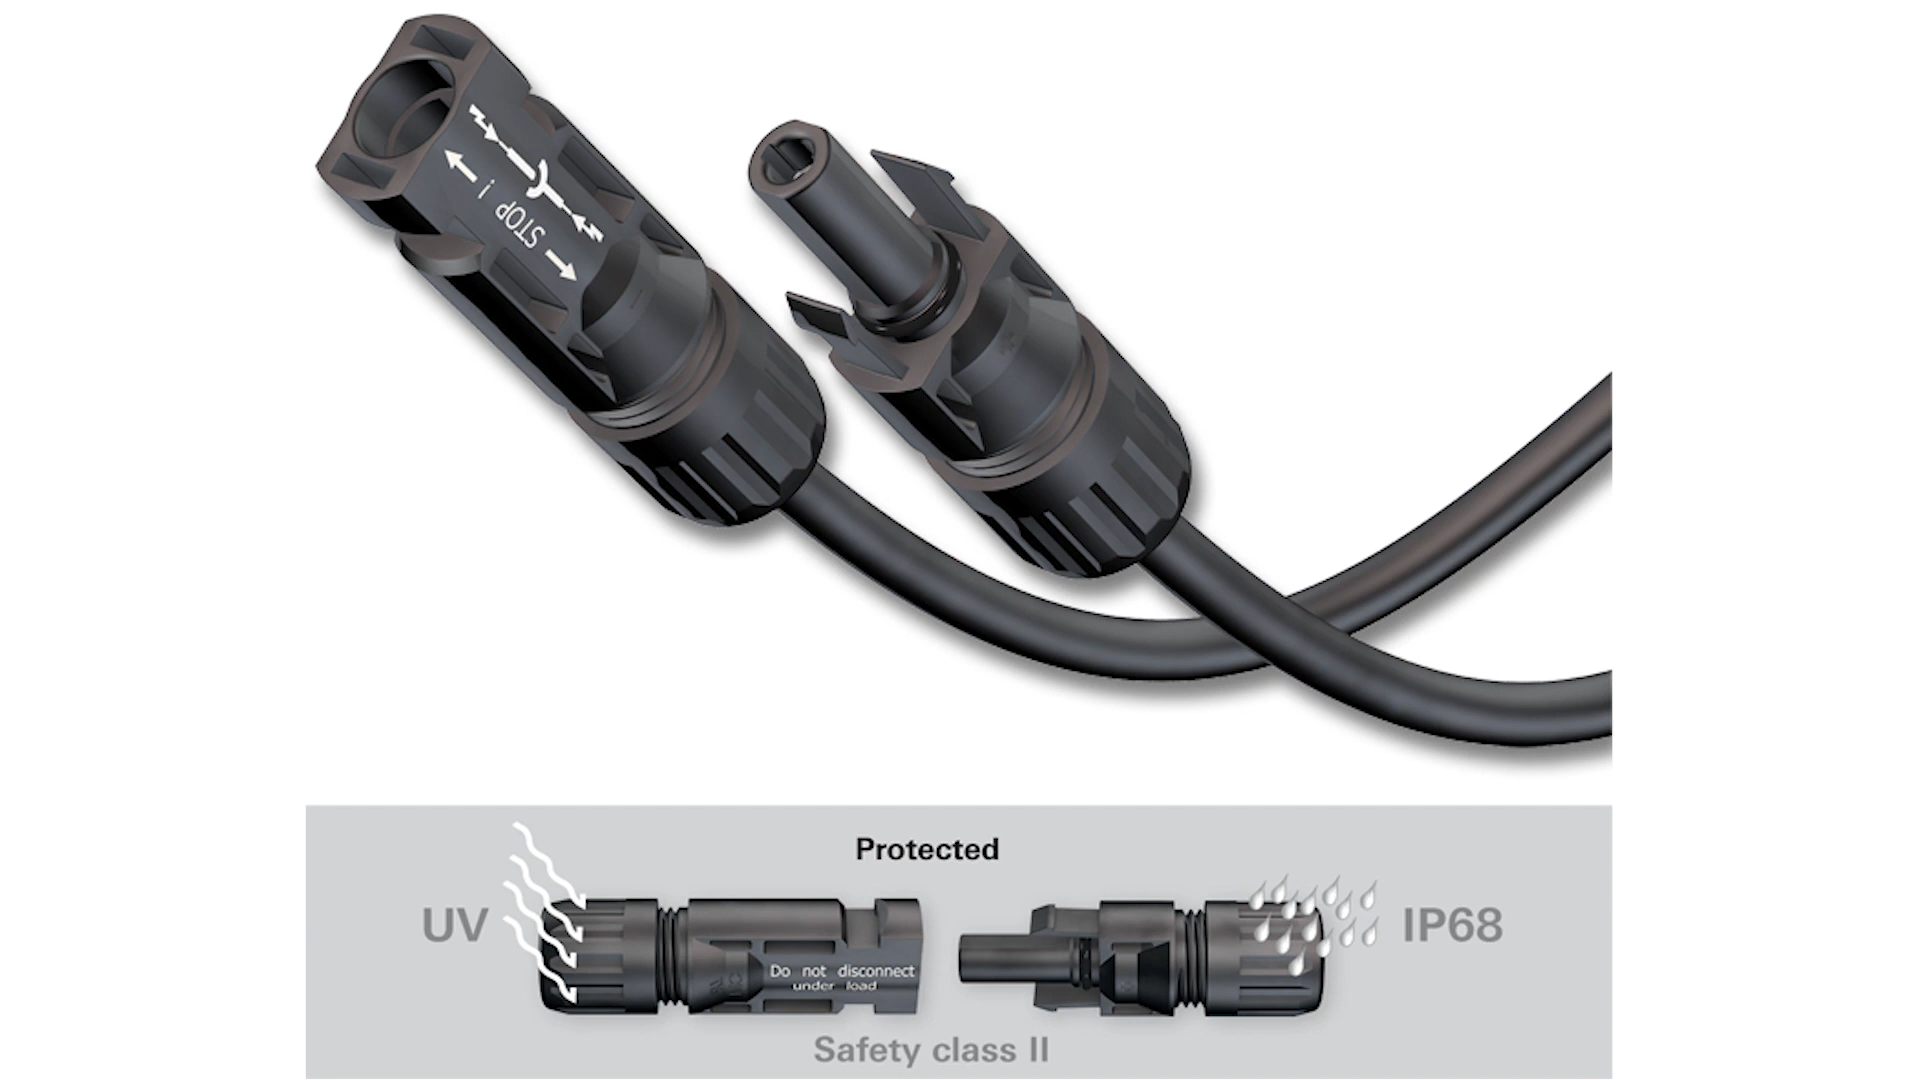 STOP !
Protected
UV
IP68
Do not disconnect
under load
Safety class II